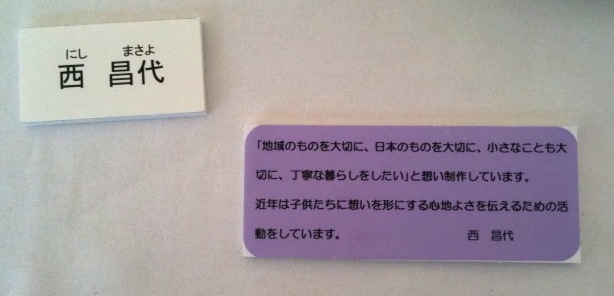 にし まさよ
西 昌代
「地域のものを大切に、日本のものを大切に、小さなことも大
切に、丁寧な暮らしをしたい」と想い制作しています。
近年は子供たちに想いを形にする心地よさを伝えるための活
動をしています。 西 昌代